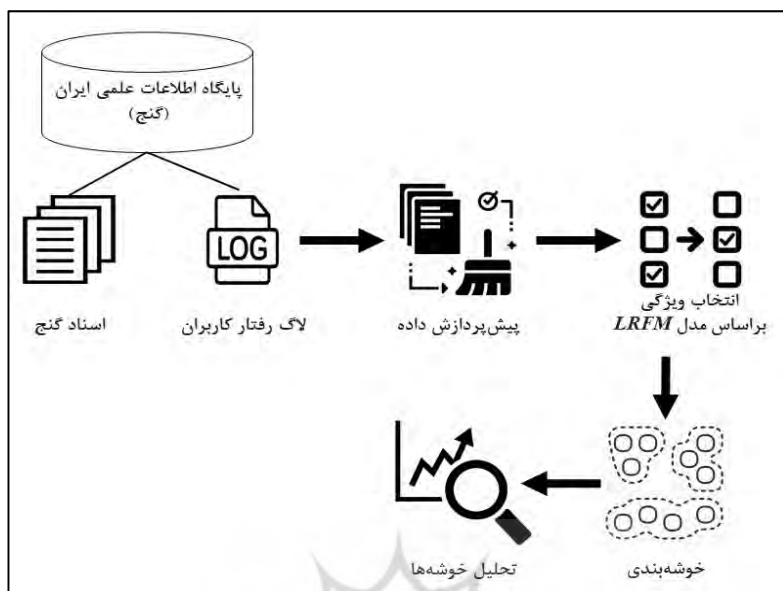 پایگاه اطلاعات علمی ایران
(گنج)
LOG
اسناد گنج
لاگ رفتار کاربران
پیش‌پردازش داده
انتخاب ویژگی
براساس مدل LRFM
خوشه‌بندی
تحلیل خوشه‌ها